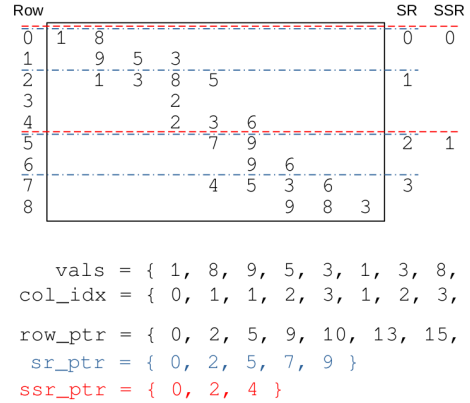 Row SR SSR
0 1 8 0 0
1 9 5 3
2 1 3 8 5 1
3 2
4 2 3 6
5 7 9 2 1
6 9 6
7 4 5 3 6 3
8 9 8 3
vals = { 1, 8, 9, 5, 3, 1, 3, 8,
col_idx = { 0, 1, 1, 2, 3, 1, 2, 3,
row_ptr = { 0, 2, 5, 9, 10, 13, 15,
sr_ptr = { 0, 2, 5, 7, 9 }
ssr_ptr = { 0, 2, 4 }